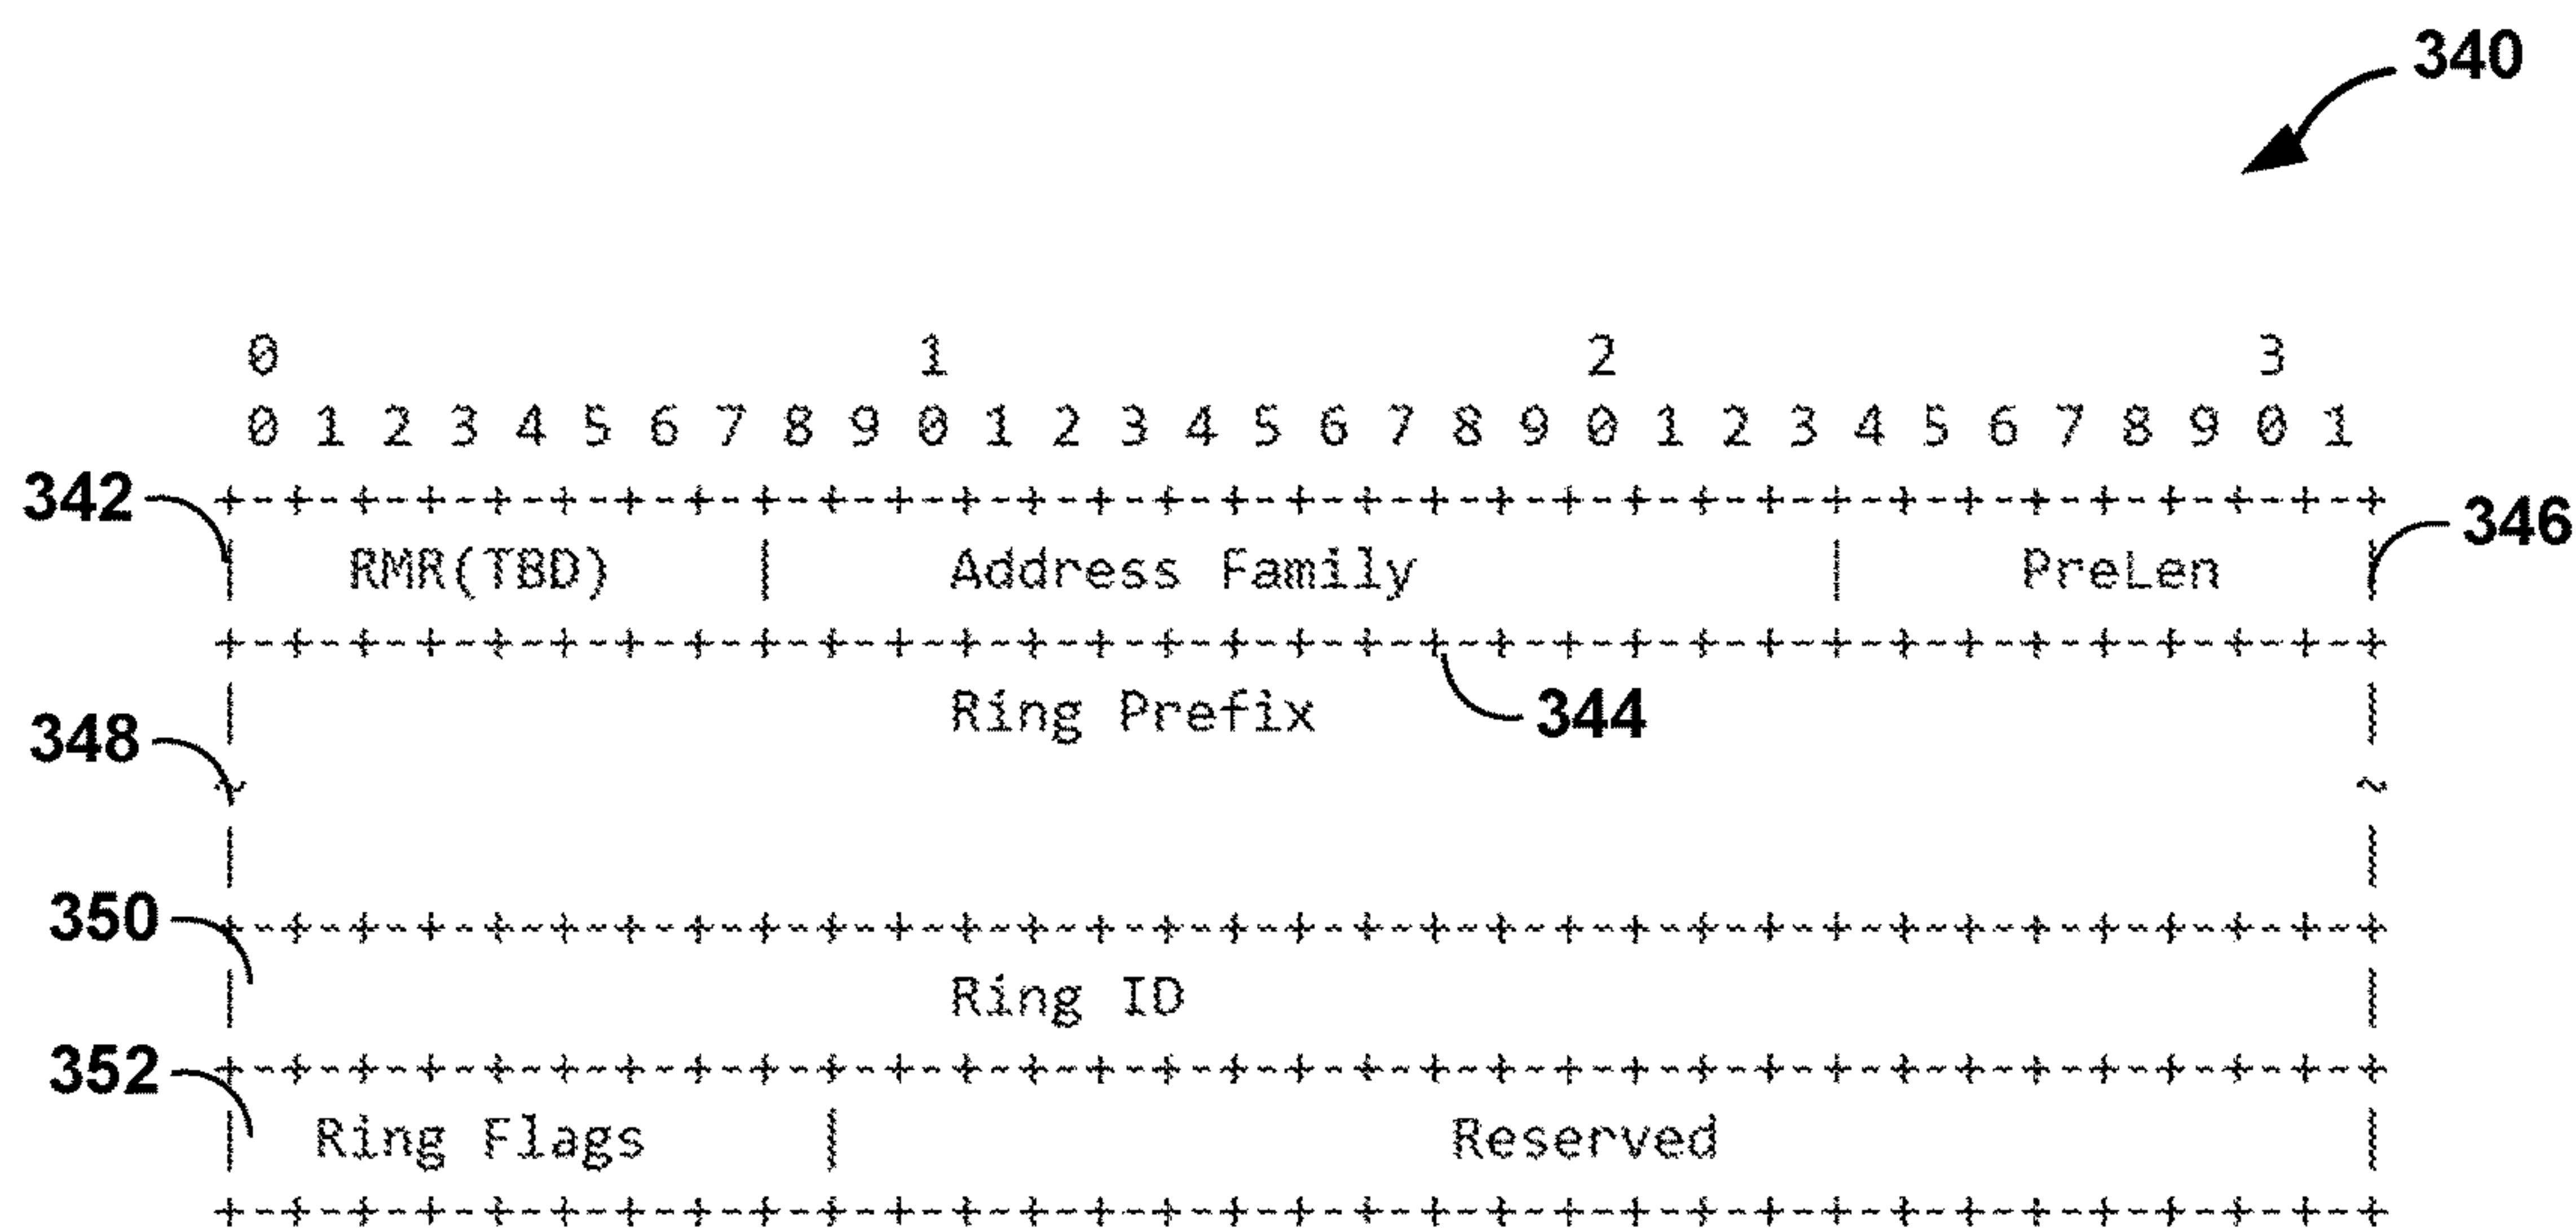 340
0 1 2 3
0 1 2 3 4 5 6 7 8 9 0 1 2 3 4 5 6 7 8 9 0 1 2 3 4 5 6 7 8 9 0 1
342 +-+-+-+-+-+-+-+-+-+-+-+-+-+-+-+-+-+-+-+-+-+-+-+-+-+-+-+-+-+-+-+-+
| RMR(TBD) | Address Family | PreLen | 346
+-+-+-+-+-+-+-+-+-+-+-+-+-+-+-+-+-+-+-+-+-+-+-+-+-+-+-+-+-+-+-+-+
| Ring Prefix 344 |
348 ~ ~
| |
350 +-+-+-+-+-+-+-+-+-+-+-+-+-+-+-+-+-+-+-+-+-+-+-+-+-+-+-+-+-+-+-+-+
| Ring ID |
352 +-+-+-+-+-+-+-+-+-+-+-+-+-+-+-+-+-+-+-+-+-+-+-+-+-+-+-+-+-+-+-+-+
| Ring Flags | Reserved |
+-+-+-+-+-+-+-+-+-+-+-+-+-+-+-+-+-+-+-+-+-+-+-+-+-+-+-+-+-+-+-+-+